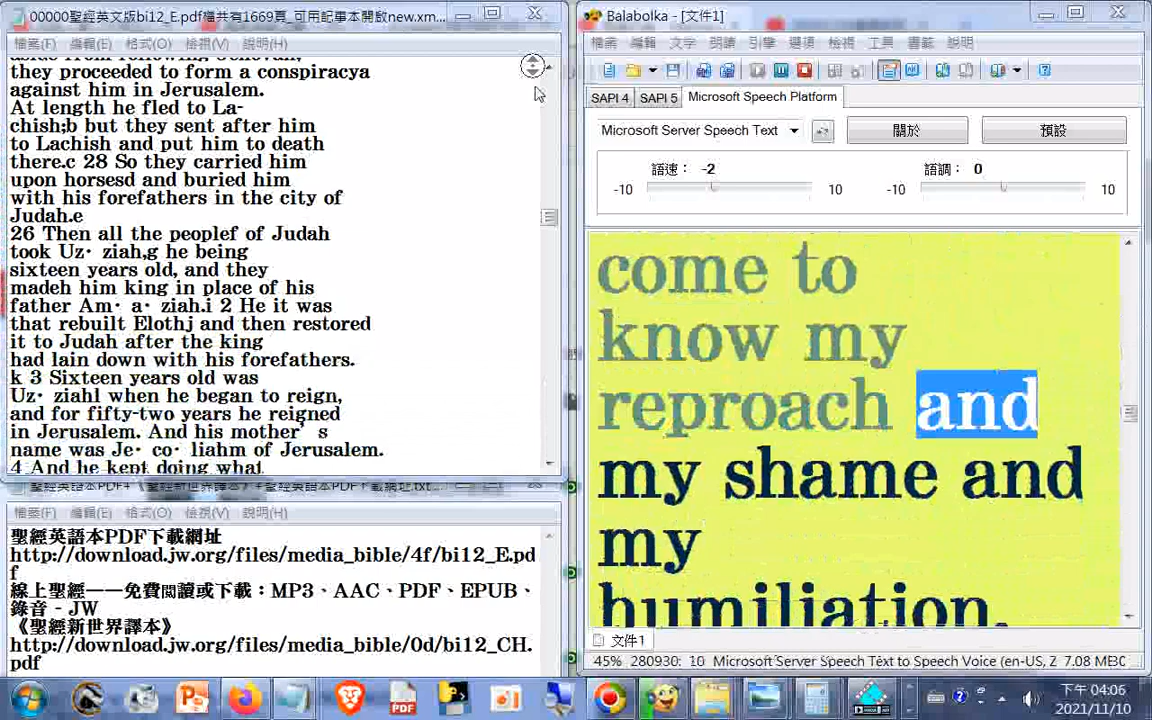 00000聖經英文版bi12_E.pdf檔共有1669頁_可用記事本開啟new.xm...
檔案(F) 編輯(E) 格式(O) 檢視(V) 說明(H)
they proceeded to form a conspiracya
against him in Jerusalem.
At length he fled to La-
chish;b but they sent after him
to Lachish and put him to death
there.c 28 So they carried him
upon horsesd and buried him
with his forefathers in the city of
Judah.e
26 Then all the peoplef of Judah
took Uz‧ziah,g he being
sixteen years old, and they
madeh him king in place of his
father Am‧a‧ziah.i 2 He it was
that rebuilt Elothj and then restored
it to Judah after the king
had lain down with his forefathers.
k 3 Sixteen years old was
Uz‧ziahl when he began to reign,
and for fifty-two years he reigned
in Jerusalem. And his mother’s
name was Je‧co‧liahm of Jerusalem.
4 And he kept doing what
檔案(F) 編輯(E) 格式(O) 檢視(V) 說明(H)
聖經英語本PDF下載網址
http://download.jw.org/files/media_bible/4f/bi12_E.pd
f
線上聖經——免費閱讀或下載：MP3、AAC、PDF、EPUB、
錄音 - JW
《聖經新世界譯本》
http://download.jw.org/files/media_bible/0d/bi12_CH.
pdf
Balabolka - [文件1]
檔案 編輯 文字 朗讀 引擎 選項 檢視 工具 書籤 說明
SAPI 4 SAPI 5 Microsoft Speech Platform
Microsoft Server Speech Text 關於 預設
語速： -2 語調： 0
-10 10 -10 10
come to
know my
reproach and
my shame and
my
humiliation.
文件1
45% 280930: 10 Microsoft Server Speech Text to Speech Voice (en-US, Z 7.08 MB
下午 04:06
2021/11/10